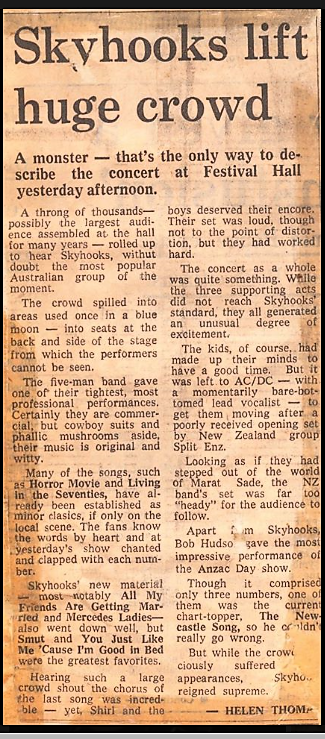 Skyhooks lift
huge crowd
A monster — that's the only way to de-
scribe the concert at Festival Hall
yesterday afternoon.
A throng of thousands—
possibly the largest audi-
ence assembled at the hall
for many years — rolled up
to hear Skyhooks, withut
doubt the most popular
Australian group of the
moment.
The crowd spilled into
areas used once in a blue
moon — into seats at the
back and side of the stage
from which the performers
cannot be seen.
The five-man band gave
one of their tightest, most
professional performances.
Certainly they are commer-
cial, but cowboy suits and
phallic mushrooms aside,
their music is original and
witty.
Many of the songs, such
as Horror Movie and Living
in the Seventies, have al-
ready been established as
minor clasics, if only on the
local scene. The fans know
the words by heart and at
yesterday's show chanted
and clapped with each num-
ber.
Skyhooks' new material
— most notably All My
Friends Are Getting Mar-
ried and Mercedes Ladies—
also went down well, but
Smut and You Just Like
Me 'Cause I'm Good in Bed
were the greatest favorites.
Hearing such a large
crowd shout the chorus of
the last song was incred-
ble — yet, Shirl and the
boys deserved their encore.
Their set was loud, though
not to the point of distor-
tion, but they had worked
hard.
The concert as a whole
was quite something. While
the three supporting acts
did not reach Skyhooks'
standard, they all generated
an unusual degree of
excitement.
The kids, of course, had
made up their minds to
have a good time. But it
was left to AC/DC — with
a momentarily bare-bot-
tomed lead vocalist — to
get them moving after a
poorly received opening set
by New Zealand group
Split Enz.
Looking as if they had
stepped out of the world
of Marat Sade, the NZ
band's set was far too
"heady" for the audience to
follow.
Apart Skyhooks,
Bob Hudso gave the most
impressive performance of
the Anzac Day show.
Though it comprised
only three numbers, one of
them was the current
chart-topper, The New-
castle Song, so he
really go wrong.
But while the crow
ciously suffered
appearances, Skyho
reigned supreme.
— HELEN THOM